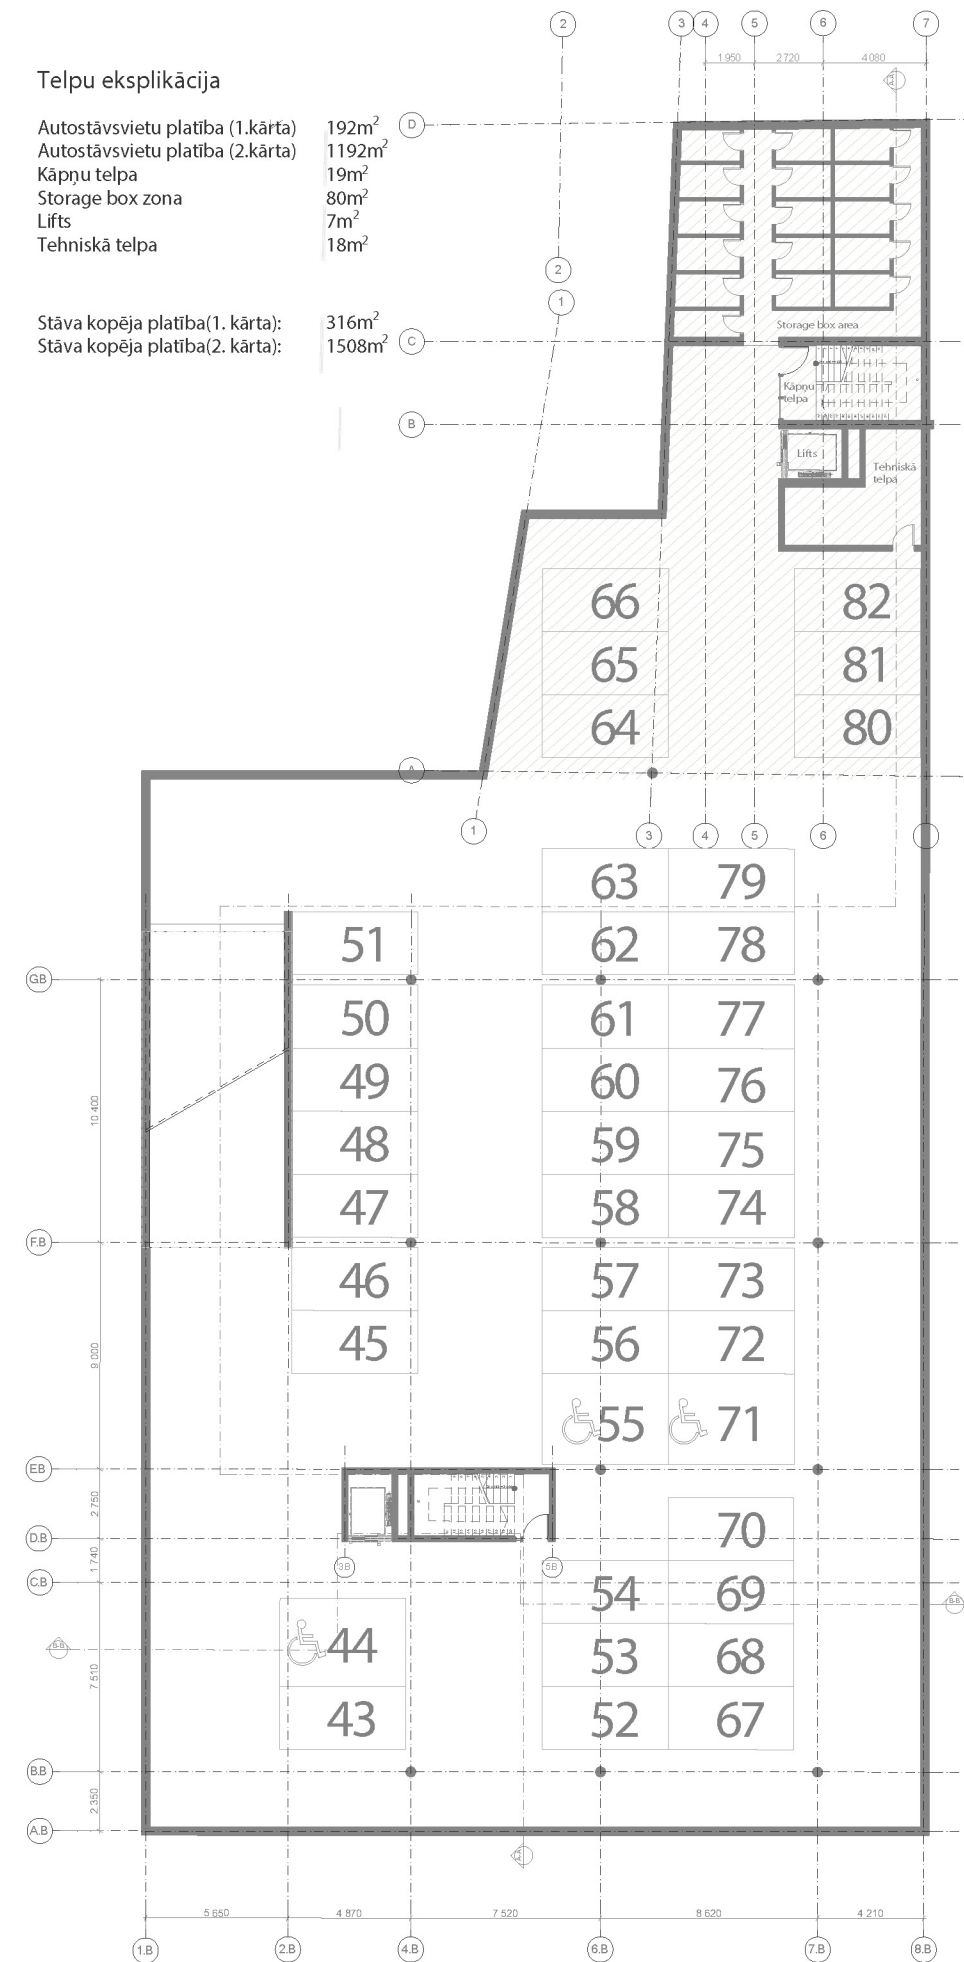 2
3
4
5
6
7
1 950
2720
4 080
A-A
Telpu eksplikācija
Autostāvsvietu platība (1.kārta) 192m²
Autostāvsvietu platība (2.kārta) 1192m²
Kāpņu telpa 19m²
Storage box zona 80m²
Lifts 7m²
Tehniskā telpa 18m²
Stāva kopēja platība(1. kārta): 316m²
Stāva kopēja platība(2. kārta): 1508m²
D
2
1
Storage box area
C
Kāpņu
telpa
B
Lifts
Tehniskā
telpa
66
82
65
81
64
80
A
1
3
4
5
6
63
79
51
62
78
G.B
50
61
77
49
60
76
10 400
48
59
75
47
58
74
F.B
46
57
73
45
56
72
9 000
55
71
E.B
2 750
70
D.B
1 740
3.B
5.B
C.B
54
69
B-B
B-B
44
53
68
7 510
43
52
67
B.B
2 350
A.B
A-A
5 650
4 870
7 520
8 620
4 210
1.B
2.B
4.B
6.B
7.B
8.B